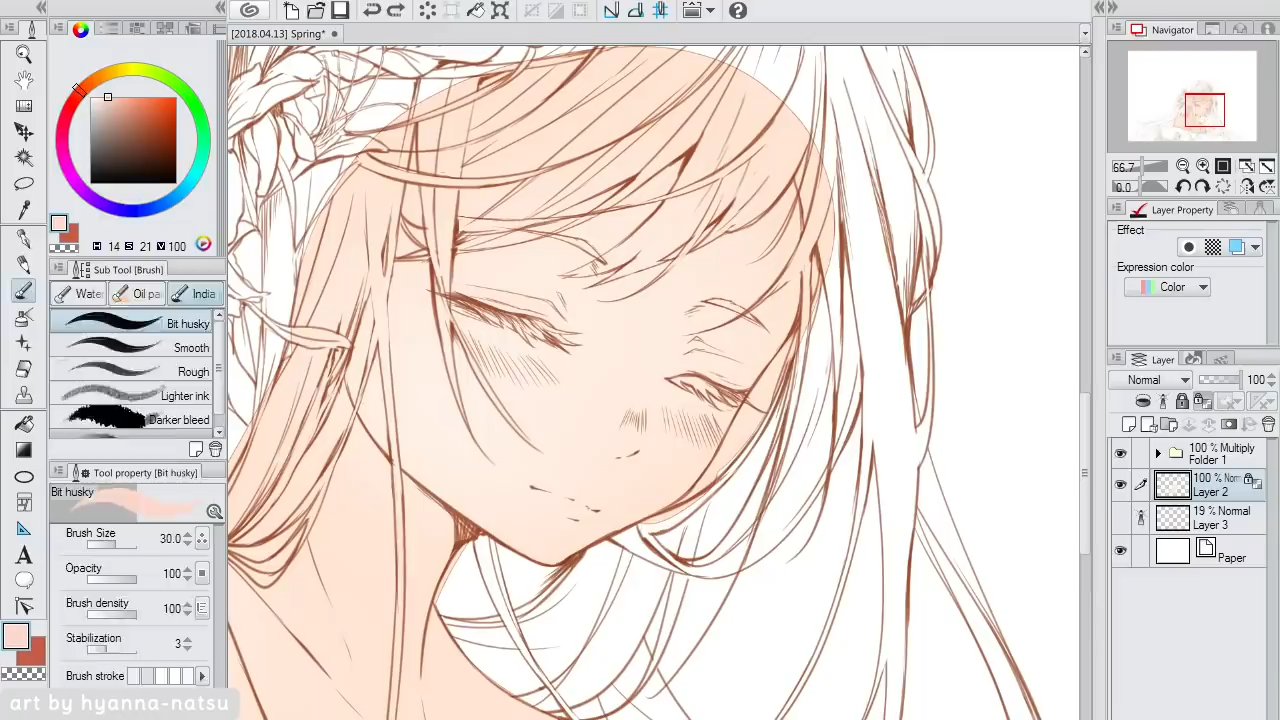 [2018.04.13] Spring*
Navigator
66.7
0.0
H 14 S 21 V 100
Layer Property
Effect
Expression color
Color
Sub Tool [Brush]
Water
Oil pa
India
Bit husky
Smooth
Rough
Lighter ink
Darker bleed
Tool property [Bit husky]
Bit husky
Brush Size
30.0
Opacity
100
Brush density
100
Stabilization
3
Brush stroke
Layer
Normal
100
100 % Multiply
Folder 1
100 % Norm
Layer 2
19 % Normal
Layer 3
Paper
art by hyanna-natsu